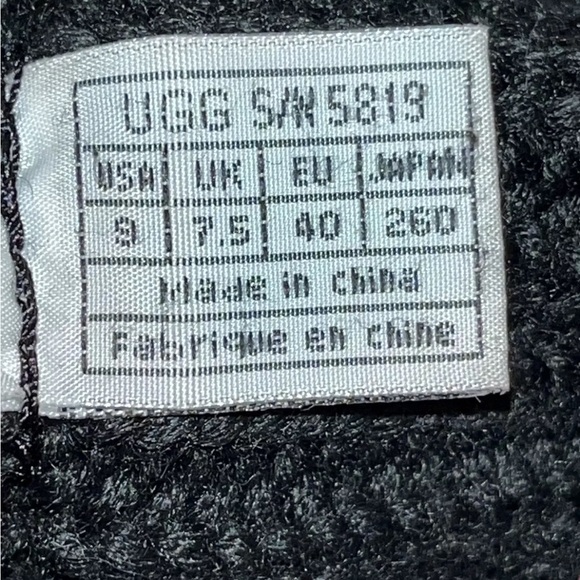 UGG S/N 5819
USA UK EU JAPAN
9 7.5 40 260
Made in china
Fabrique en chine